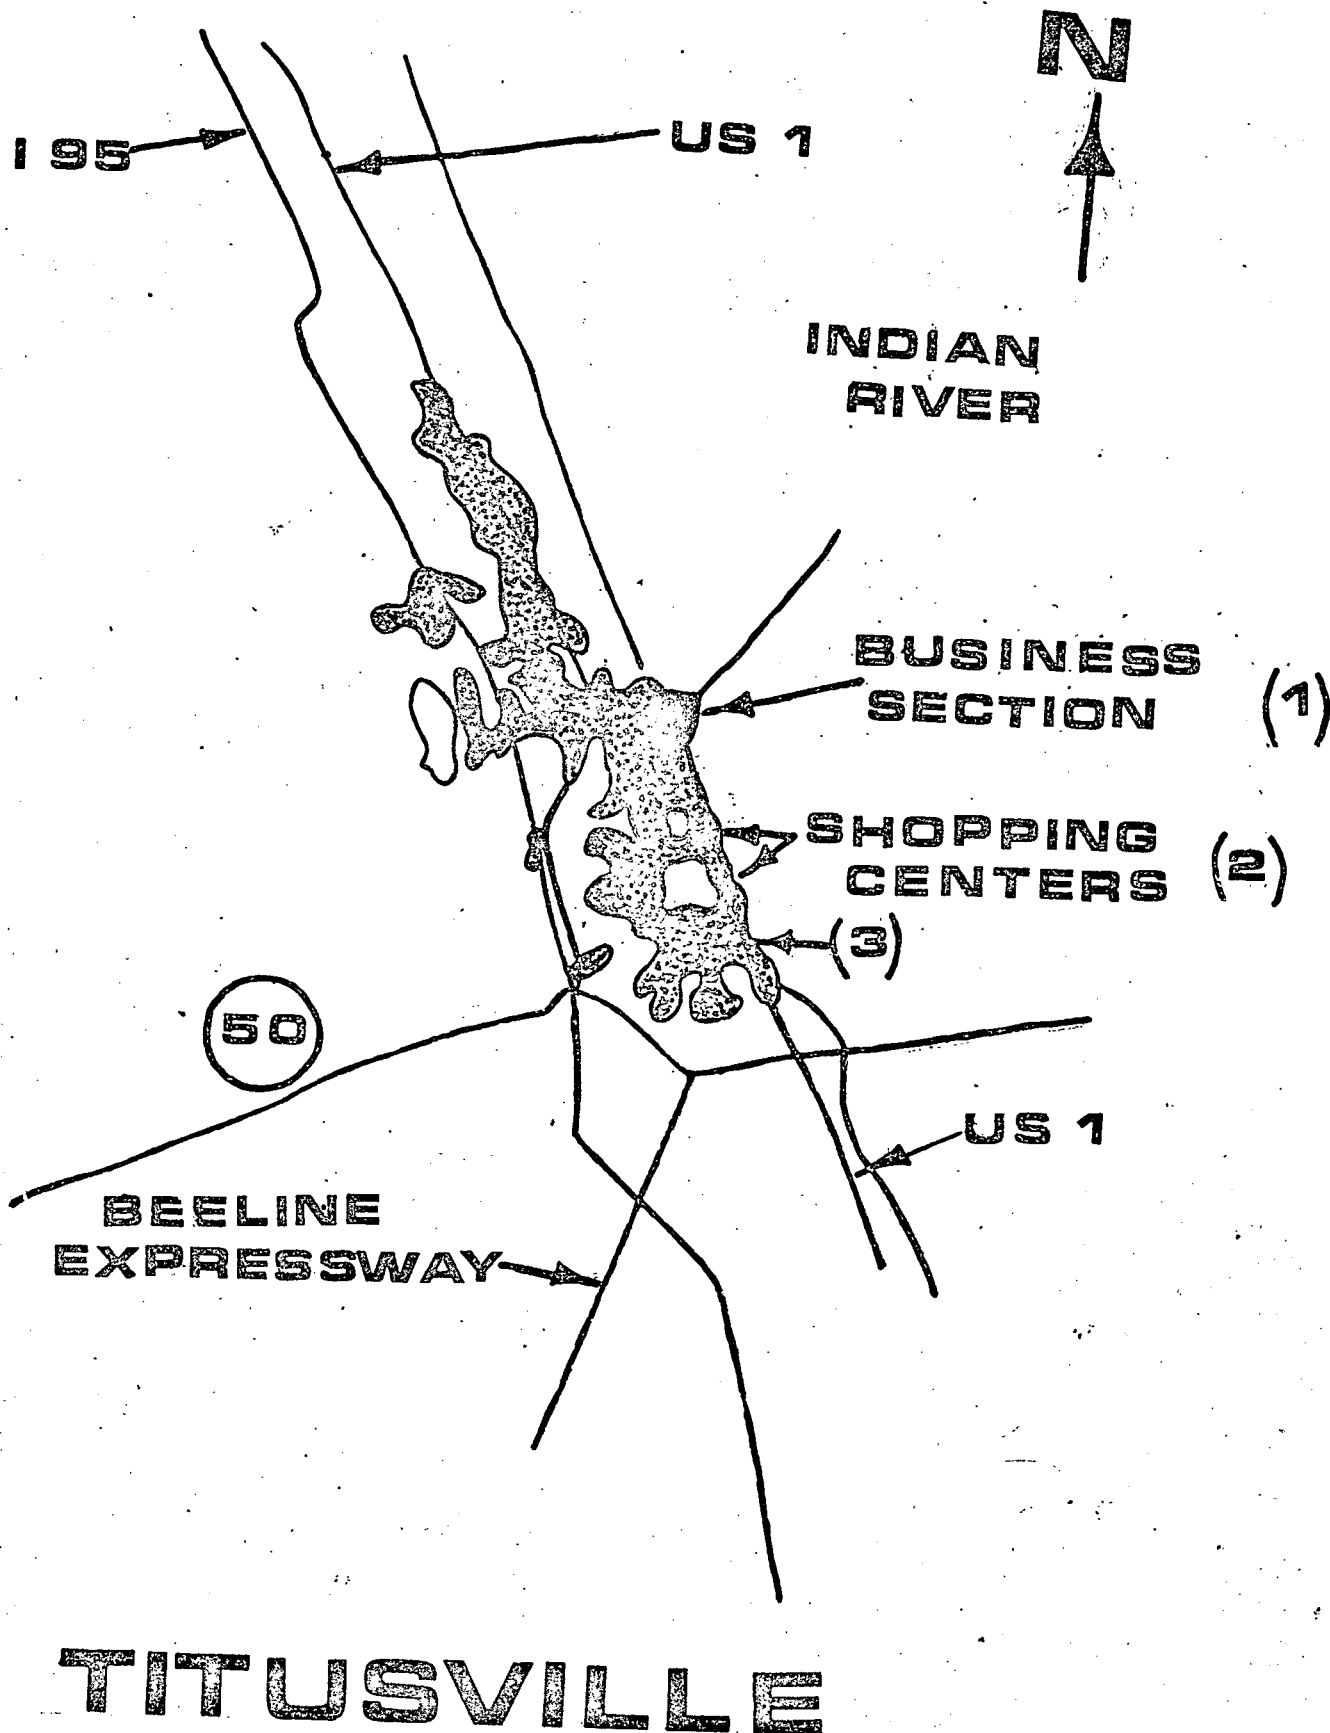 N
I 95
US 1
INDIAN
RIVER
BUSINESS
SECTION (1)
SHOPPING
CENTERS (2)
(3)
50
US 1
BEELINE
EXPRESSWAY
TITUSVILLE